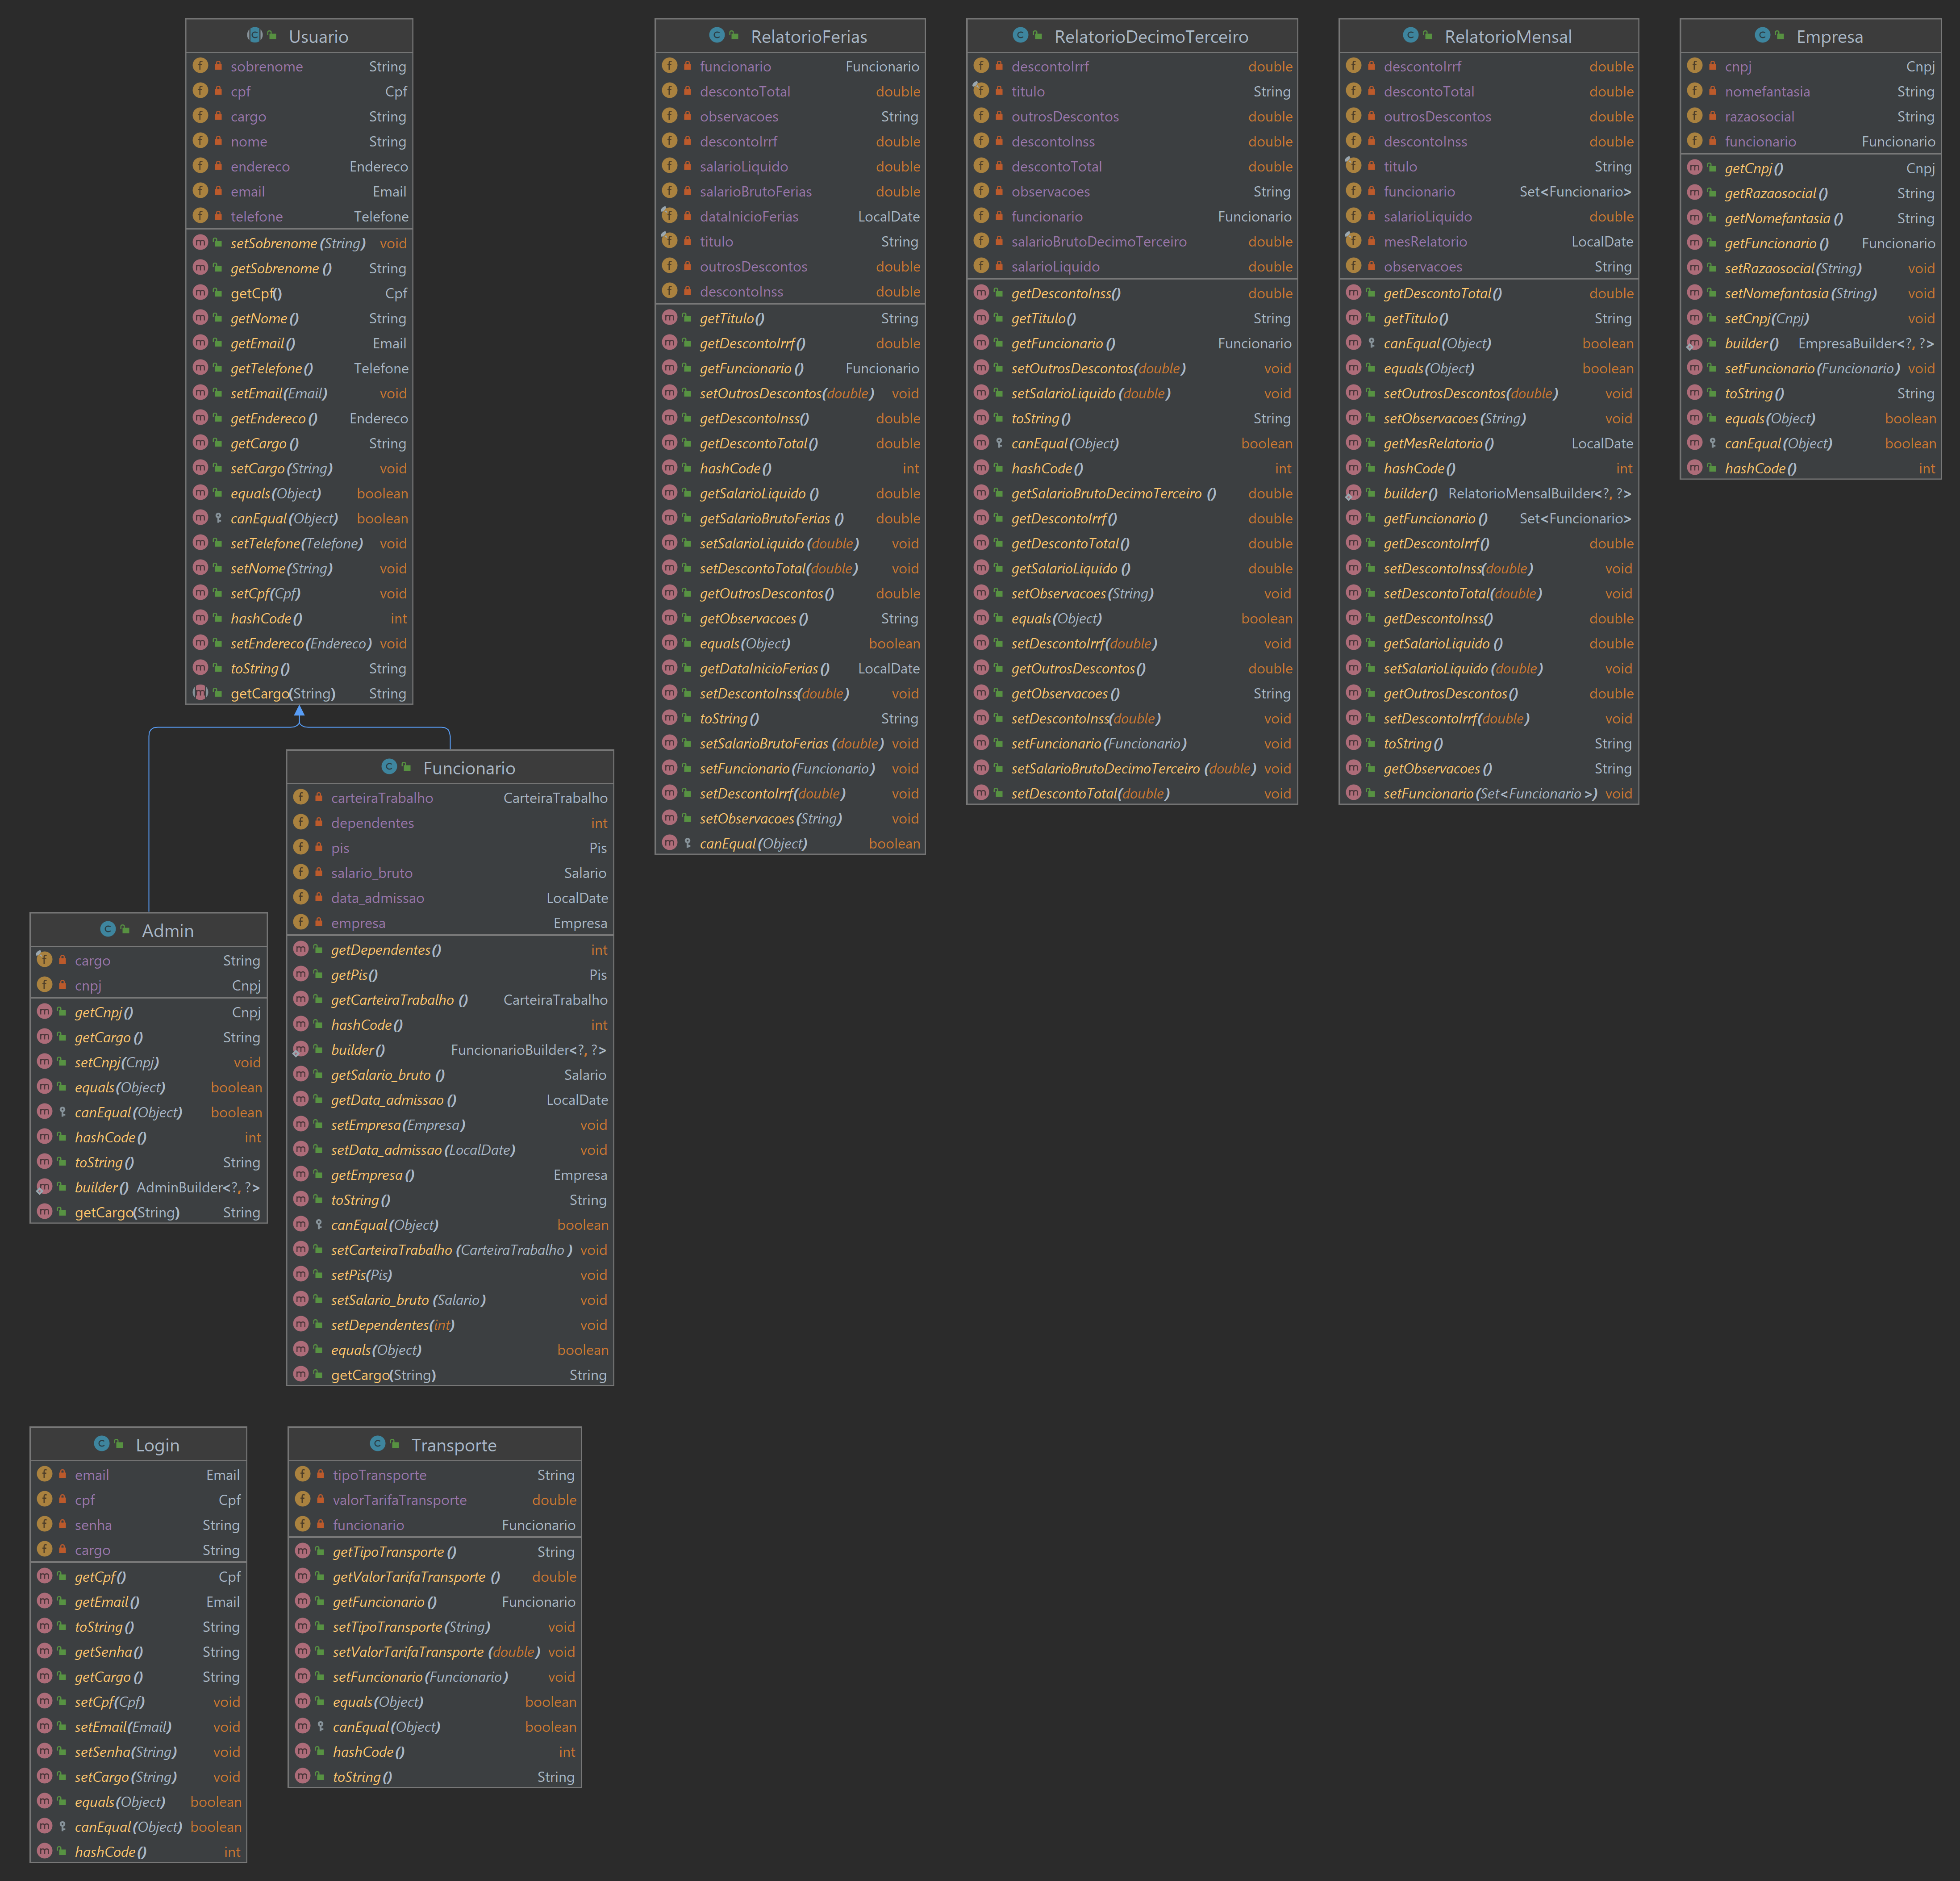 Usuario
sobrenome String
cpf Cpf
cargo String
nome String
endereco Endereco
email Email
telefone Telefone
setSobrenome(String) void
getSobrenome() String
getCpf() Cpf
getNome() String
getEmail() Email
getTelefone() Telefone
setEmail(Email) void
getEndereco() Endereco
getCargo() String
setCargo(String) void
equals(Object) boolean
canEqual(Object) boolean
setTelefone(Telefone) void
setNome(String) void
setCpf(Cpf) void
hashCode() int
setEndereco(Endereco) void
toString() String
getCargo(String) String
RelatorioFerias
funcionario Funcionario
descontoTotal double
observacoes String
descontoIrrf double
salarioLiquido double
salarioBrutoFerias double
dataInicioFerias LocalDate
titulo String
outrosDescontos double
descontoInss double
getTitulo() String
getDescontoIrrf() double
getFuncionario() Funcionario
setOutrosDescontos(double) void
getDescontoInss() double
getDescontoTotal() double
hashCode() int
getSalarioLiquido() double
getSalarioBrutoFerias() double
setSalarioLiquido(double) void
setDescontoTotal(double) void
getOutrosDescontos() double
getObservacoes() String
equals(Object) boolean
getDataInicioFerias() LocalDate
setDescontoInss(double) void
toString() String
setSalarioBrutoFerias(double) void
setFuncionario(Funcionario) void
setDescontoIrrf(double) void
setObservacoes(String) void
canEqual(Object) boolean
RelatorioDecimoTerceiro
descontoIrrf double
titulo String
outrosDescontos double
descontoInss double
descontoTotal double
observacoes String
funcionario Funcionario
salarioBrutoDecimoTerceiro double
salarioLiquido double
getDescontoInss() double
getTitulo() String
getFuncionario() Funcionario
setOutrosDescontos(double) void
setSalarioLiquido(double) void
toString() String
canEqual(Object) boolean
hashCode() int
getSalarioBrutoDecimoTerceiro() double
getDescontoIrrf() double
getDescontoTotal() double
getSalarioLiquido() double
setObservacoes(String) void
equals(Object) boolean
setDescontoIrrf(double) void
getOutrosDescontos() double
getObservacoes() String
setDescontoInss(double) void
setFuncionario(Funcionario) void
setSalarioBrutoDecimoTerceiro(double) void
setDescontoTotal(double) void
RelatorioMensal
descontoIrrf double
descontoTotal double
outrosDescontos double
descontoInss double
titulo String
funcionario Set<Funcionario>
salarioLiquido double
mesRelatorio LocalDate
observacoes String
getDescontoTotal() double
getTitulo() String
canEqual(Object) boolean
equals(Object) boolean
setOutrosDescontos(double) void
setObservacoes(String) void
getMesRelatorio() LocalDate
hashCode() int
builder() RelatorioMensalBuilder<?, ?>
getFuncionario() Set<Funcionario>
getDescontoIrrf() double
setDescontoInss(double) void
setDescontoTotal(double) void
getDescontoInss() double
getSalarioLiquido() double
setSalarioLiquido(double) void
getOutrosDescontos() double
setDescontoIrrf(double) void
toString() String
getObservacoes() String
setFuncionario(Set<Funcionario>) void
Empresa
cnpj Cnpj
nomefantasia String
razaosocial String
funcionario Funcionario
getCnpj() Cnpj
getRazaosocial() String
getNomefantasia() String
getFuncionario() Funcionario
setRazaosocial(String) void
setNomefantasia(String) void
setCnpj(Cnpj) void
builder() EmpresaBuilder<?, ?>
setFuncionario(Funcionario) void
toString() String
equals(Object) boolean
canEqual(Object) boolean
hashCode() int
Admin
cargo String
cnpj Cnpj
getCnpj() Cnpj
getCargo() String
setCnpj(Cnpj) void
equals(Object) boolean
canEqual(Object) boolean
hashCode() int
toString() String
builder() AdminBuilder<?, ?>
getCargo(String) String
Funcionario
carteiraTrabalho CarteiraTrabalho
dependentes int
pis Pis
salario_bruto Salario
data_admissao LocalDate
empresa Empresa
getDependentes() int
getPis() Pis
getCarteiraTrabalho() CarteiraTrabalho
hashCode() int
builder() FuncionarioBuilder<?, ?>
getSalario_bruto() Salario
getData_admissao() LocalDate
setEmpresa(Empresa) void
setData_admissao(LocalDate) void
getEmpresa() Empresa
toString() String
canEqual(Object) boolean
setCarteiraTrabalho(CarteiraTrabalho) void
setPis(Pis) void
setSalario_bruto(Salario) void
setDependentes(int) void
equals(Object) boolean
getCargo(String) String
Login
email Email
cpf Cpf
senha String
cargo String
getCpf() Cpf
getEmail() Email
toString() String
getSenha() String
getCargo() String
setCpf(Cpf) void
setEmail(Email) void
setSenha(String) void
setCargo(String) void
equals(Object) boolean
canEqual(Object) boolean
hashCode() int
Transporte
tipoTransporte String
valorTarifaTransporte double
funcionario Funcionario
getTipoTransporte() String
getValorTarifaTransporte() double
getFuncionario() Funcionario
setTipoTransporte(String) void
setValorTarifaTransporte(double) void
setFuncionario(Funcionario) void
equals(Object) boolean
canEqual(Object) boolean
hashCode() int
toString() String